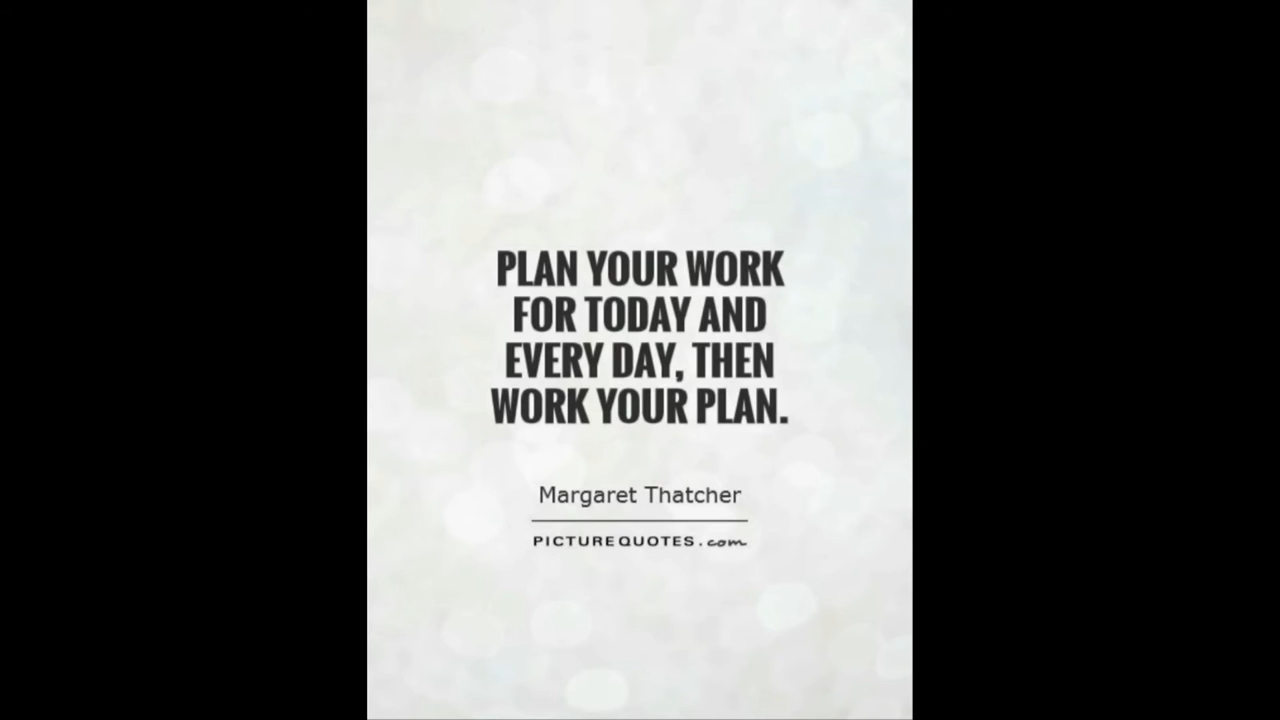 PLAN YOUR WORK
FOR TODAY AND
EVERY DAY, THEN
WORK YOUR PLAN.
Margaret Thatcher
PICTUREQUOTES.com